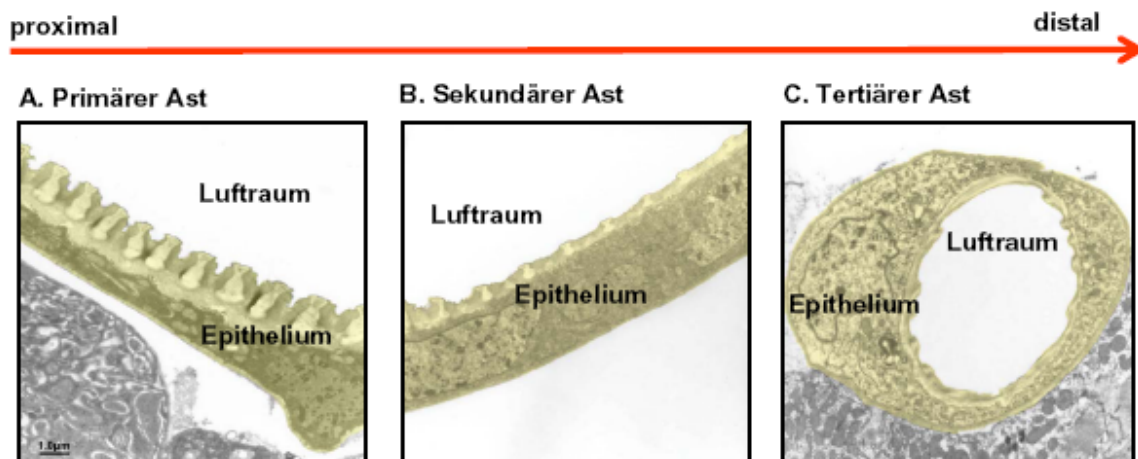 proximal
distal
A. Primärer Ast
B. Sekundärer Ast
C. Tertiärer Ast
Luftraum
Epithelium
1.0µm
Luftraum
Epithelium
Luftraum
Epithelium